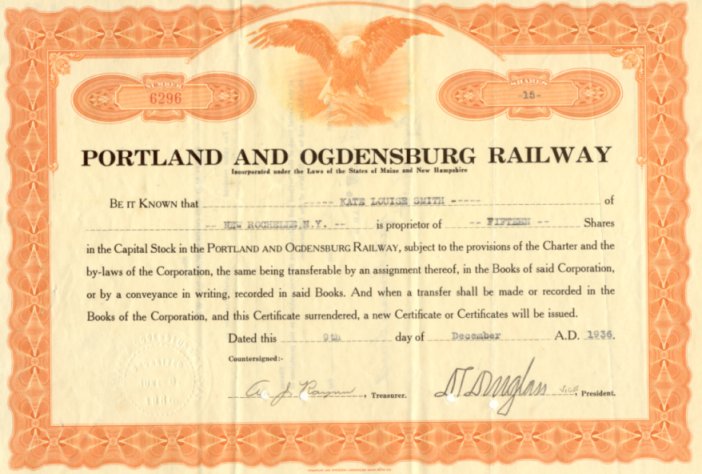 NUMBER
6296
SHARES
-15-
PORTLAND AND OGDENSBURG RAILWAY
Incorporated under the Laws of the States of Maine and New Hampshire
BE IT KNOWN that ----- KATE LOUISE SMITH ----- of
-- NEW ROCHELLE, N.Y. -- is proprietor of -- FIFTEEN -- Shares
in the Capital Stock in the PORTLAND AND OGDENSBURG RAILWAY, subject to the provisions of the Charter and the
by-laws of the Corporation, the same being transferable by an assignment thereof, in the Books of said Corporation,
or by a conveyance in writing, recorded in said Books. And when a transfer shall be made or recorded in the
Books of the Corporation, and this Certificate surrendered, a new Certificate or Certificates will be issued.
Dated this 9th day of December A.D. 1936.
Countersigned:-
, Treasurer. Vice President.